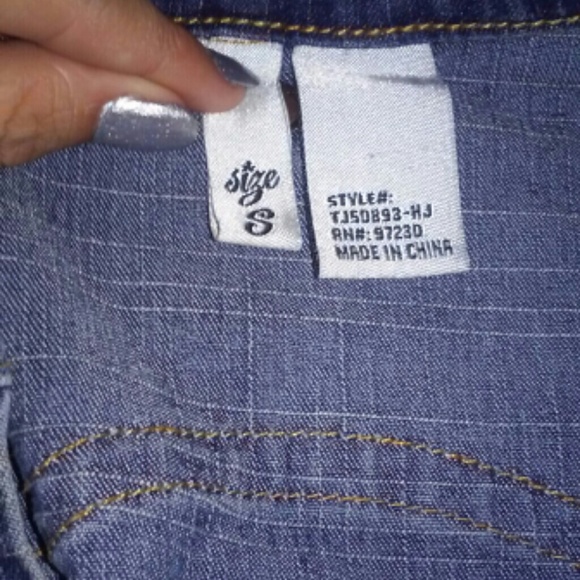 size
S
STYLE#:
TJ50893-HJ
RN#: 97230
MADE IN CHINA